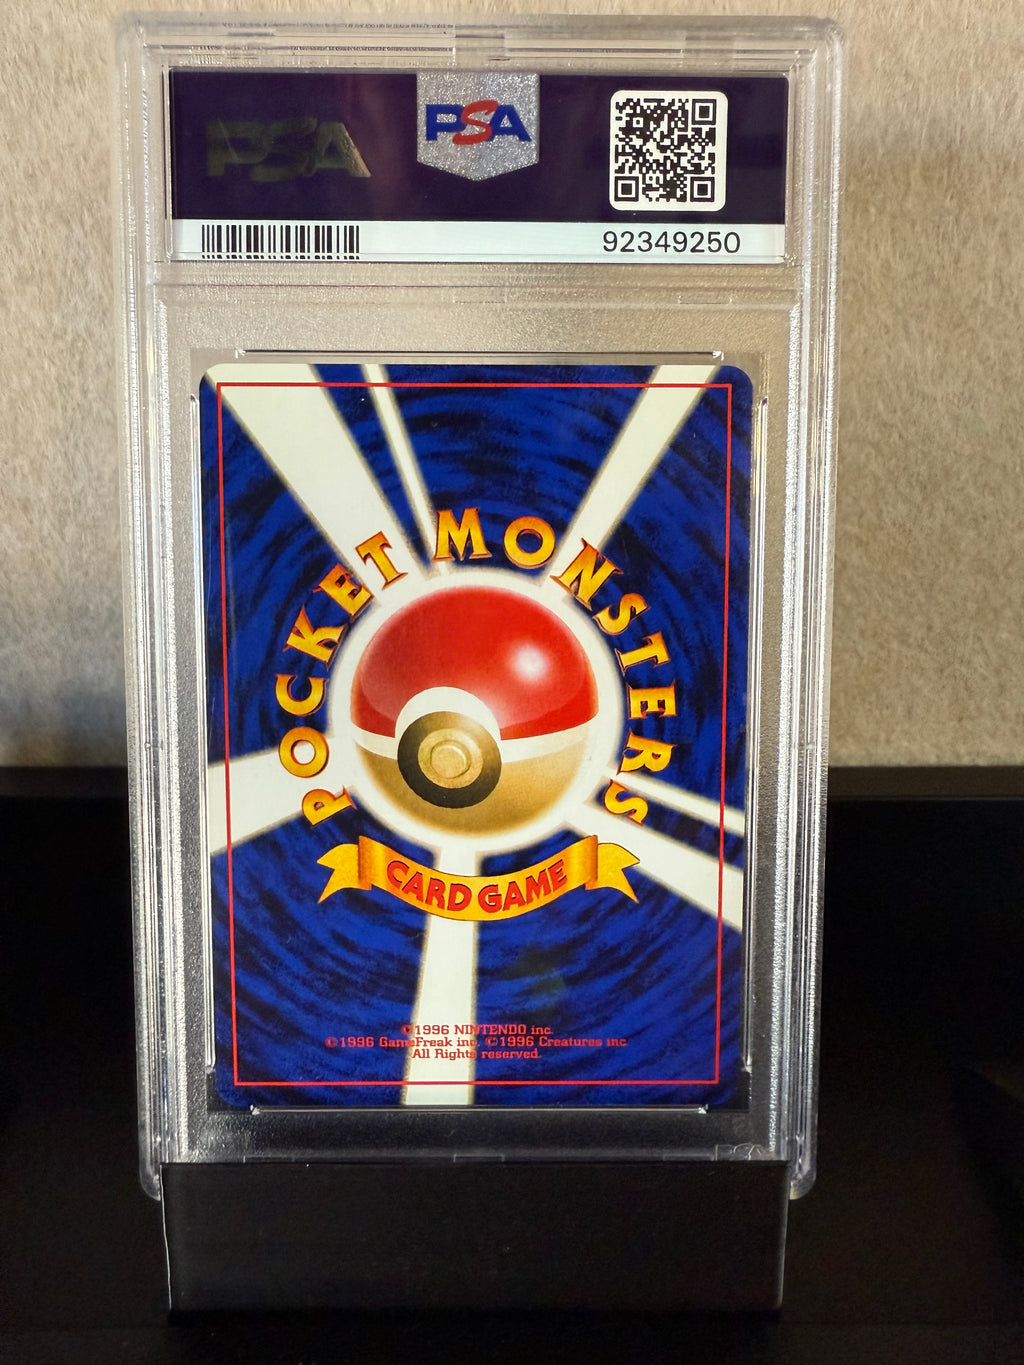 PSA
PSA
92349250
POCKET MONSTERS
CARD GAME
©1996 NINTENDO inc.
©1996 GameFreak inc. ©1996 Creatures inc.
All Rights reserved.